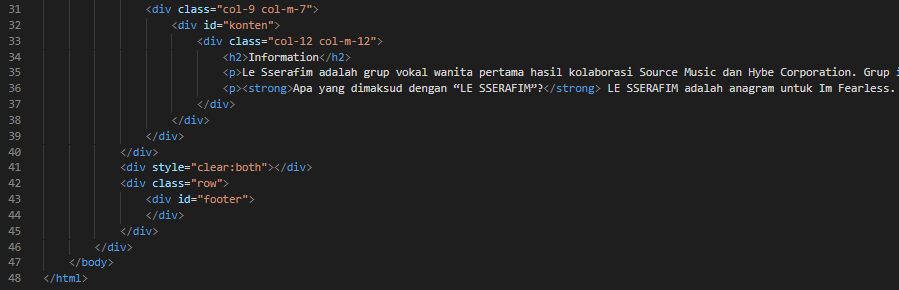 31 <div class="col-9 col-m-7">
32 <div id="konten">
33 <div class="col-12 col-m-12">
34 <h2>Information</h2>
35 <p>Le Sserafim adalah grup vokal wanita pertama hasil kolaborasi Source Music dan Hybe Corporation. Grup i
36 <p><strong>Apa yang dimaksud dengan “LE SSERAFIM”?</strong> LE SSERAFIM adalah anagram untuk Im Fearless.
37 </div>
38 </div>
39 </div>
40 </div>
41 <div style="clear:both"></div>
42 <div class="row">
43 <div id="footer">
44 </div>
45 </div>
46 </div>
47 </body>
48 </html>